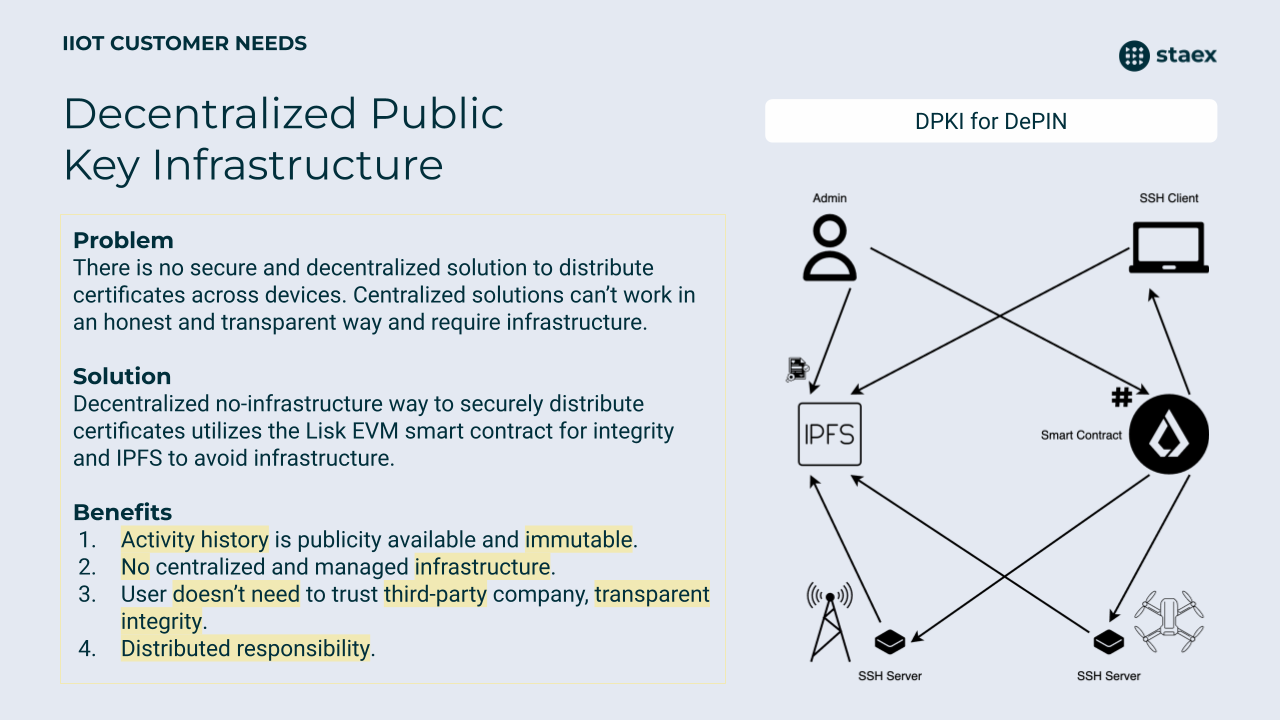 IIOT CUSTOMER NEEDS
staex
Decentralized Public
Key Infrastructure
DPKI for DePIN
Problem
There is no secure and decentralized solution to distribute
certificates across devices. Centralized solutions can’t work in
an honest and transparent way and require infrastructure.
Solution
Decentralized no-infrastructure way to securely distribute
certificates utilizes the Lisk EVM smart contract for integrity
and IPFS to avoid infrastructure.
Benefits
1. Activity history is publicity available and immutable.
2. No centralized and managed infrastructure.
3. User doesn’t need to trust third-party company, transparent
integrity.
4. Distributed responsibility.
Admin
SSH Client
#
IPFS
Smart Contract
SSH Server
SSH Server